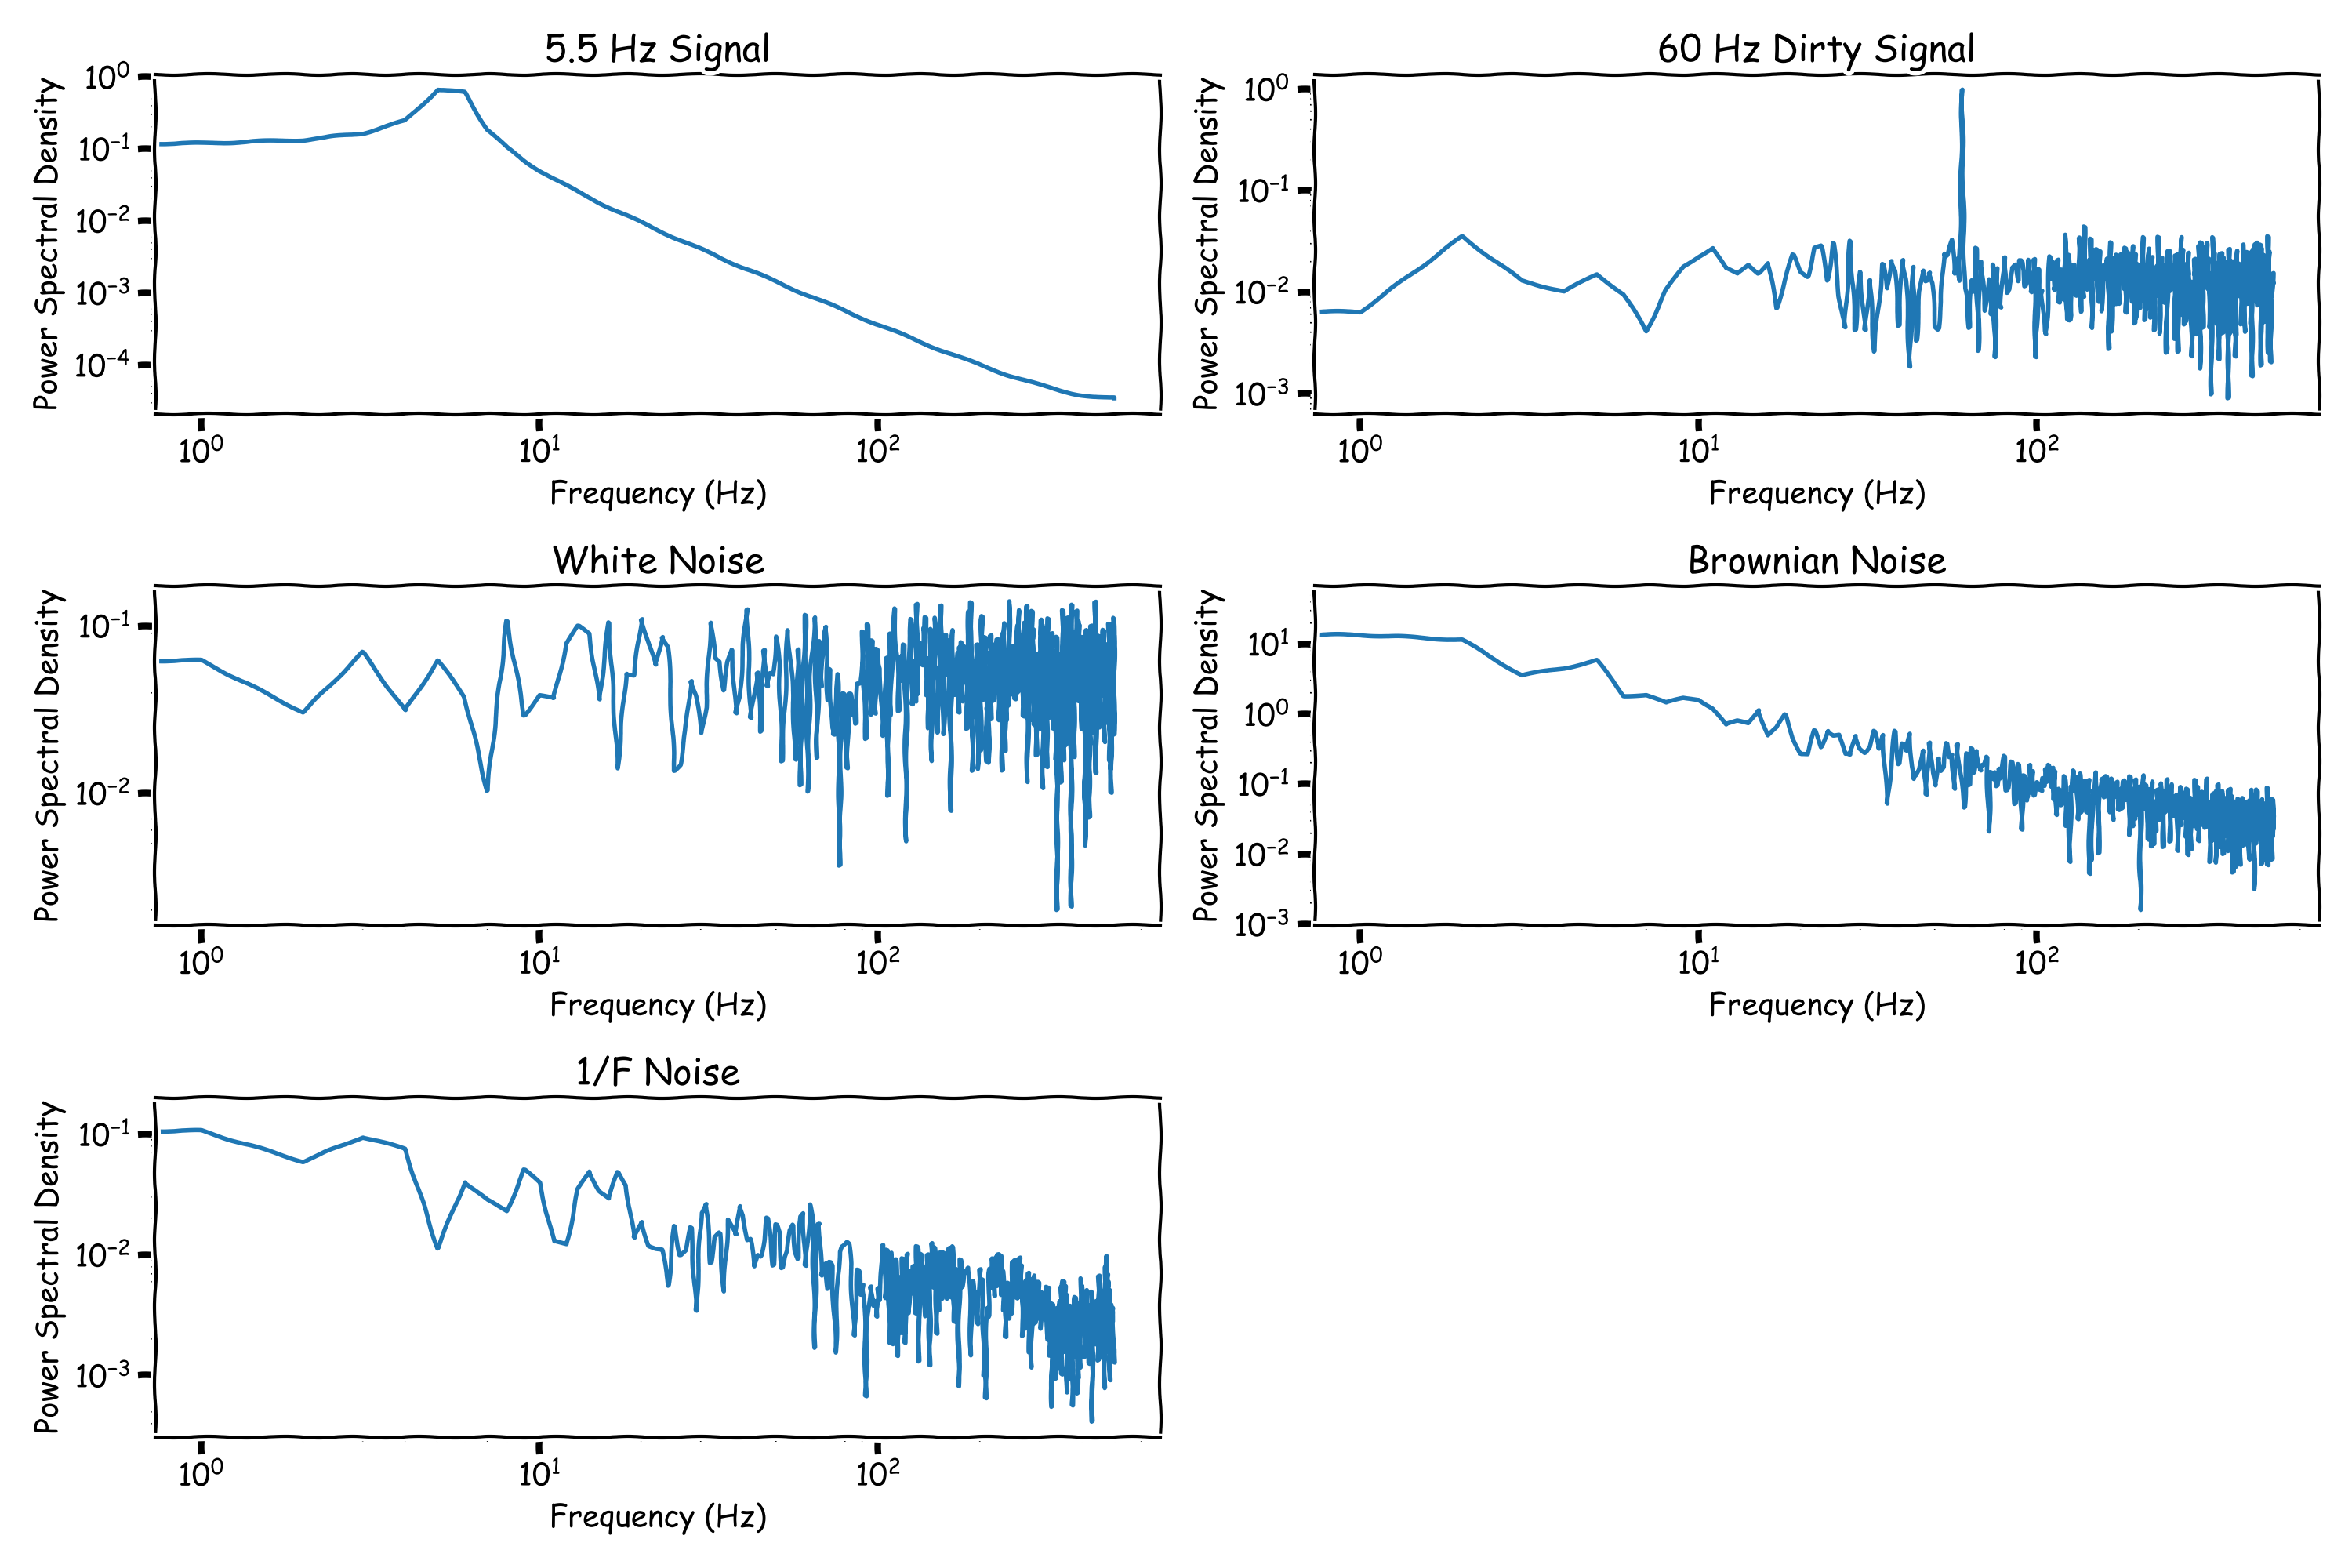 5.5 Hz Signal
Power Spectral Density
10⁰
10⁻¹
10⁻²
10⁻³
10⁻⁴
10⁰ 10¹ 10²
Frequency (Hz)
60 Hz Dirty Signal
Power Spectral Density
10⁰
10⁻¹
10⁻²
10⁻³
10⁰ 10¹ 10²
Frequency (Hz)
White Noise
Power Spectral Density
10⁻¹
10⁻²
10⁰ 10¹ 10²
Frequency (Hz)
Brownian Noise
Power Spectral Density
10¹
10⁰
10⁻¹
10⁻²
10⁻³
10⁰ 10¹ 10²
Frequency (Hz)
1/F Noise
Power Spectral Density
10⁻¹
10⁻²
10⁻³
10⁰ 10¹ 10²
Frequency (Hz)